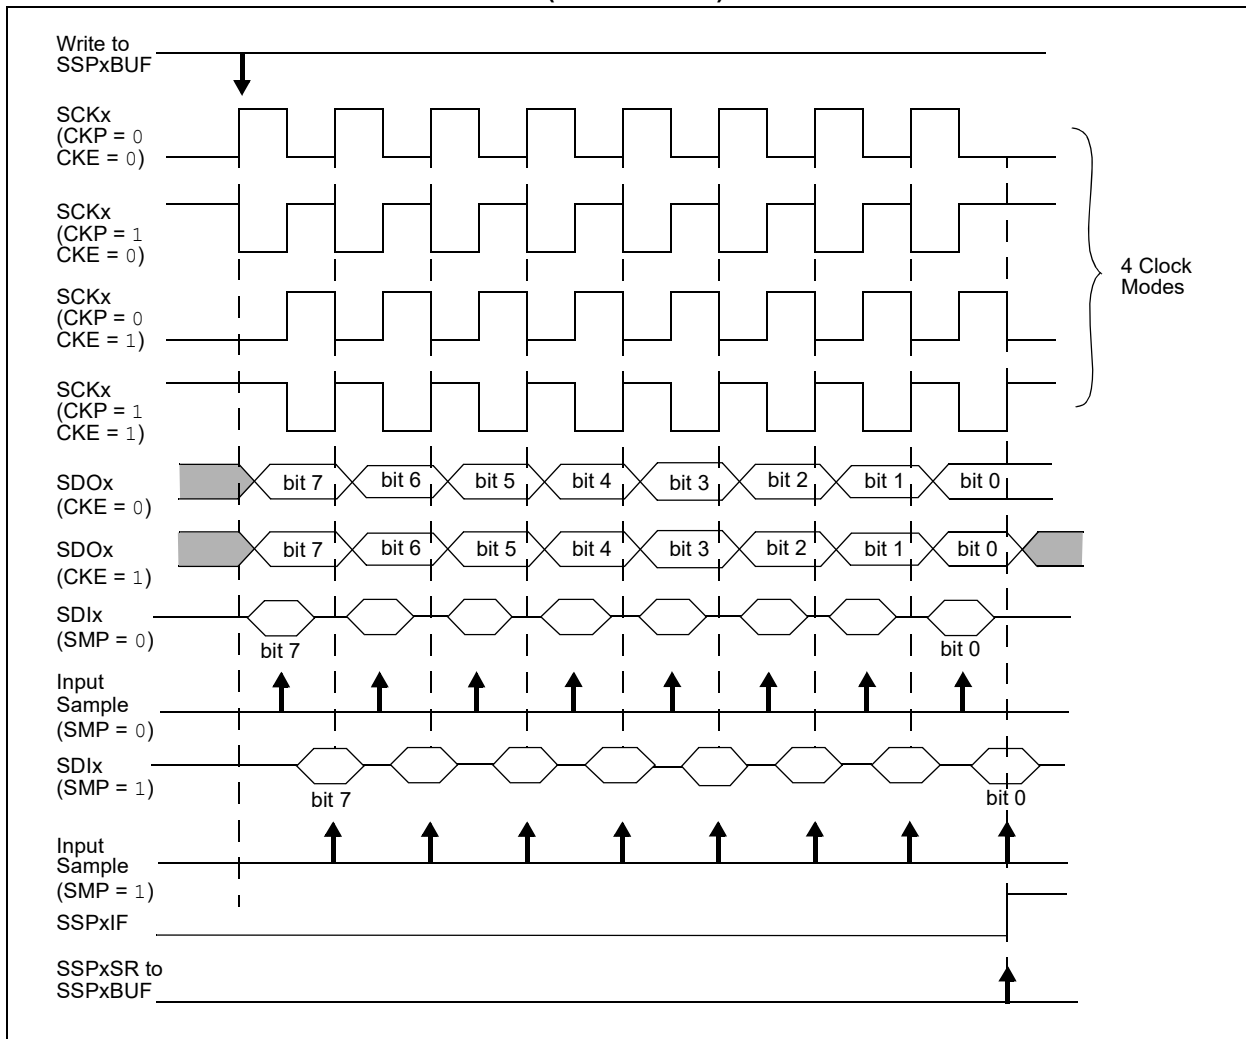 Write to
SSPxBUF
SCKx
(CKP = 0
CKE = 0)
SCKx
(CKP = 1
CKE = 0)
SCKx
(CKP = 0
CKE = 1)
SCKx
(CKP = 1
CKE = 1)
4 Clock
Modes
SDOx
(CKE = 0)
bit 7 bit 6 bit 5 bit 4 bit 3 bit 2 bit 1 bit 0
SDOx
(CKE = 1)
bit 7 bit 6 bit 5 bit 4 bit 3 bit 2 bit 1 bit 0
SDIx
(SMP = 0)
bit 7 bit 0
Input
Sample
(SMP = 0)
SDIx
(SMP = 1)
bit 7 bit 0
Input
Sample
(SMP = 1)
SSPxIF
SSPxSR to
SSPxBUF